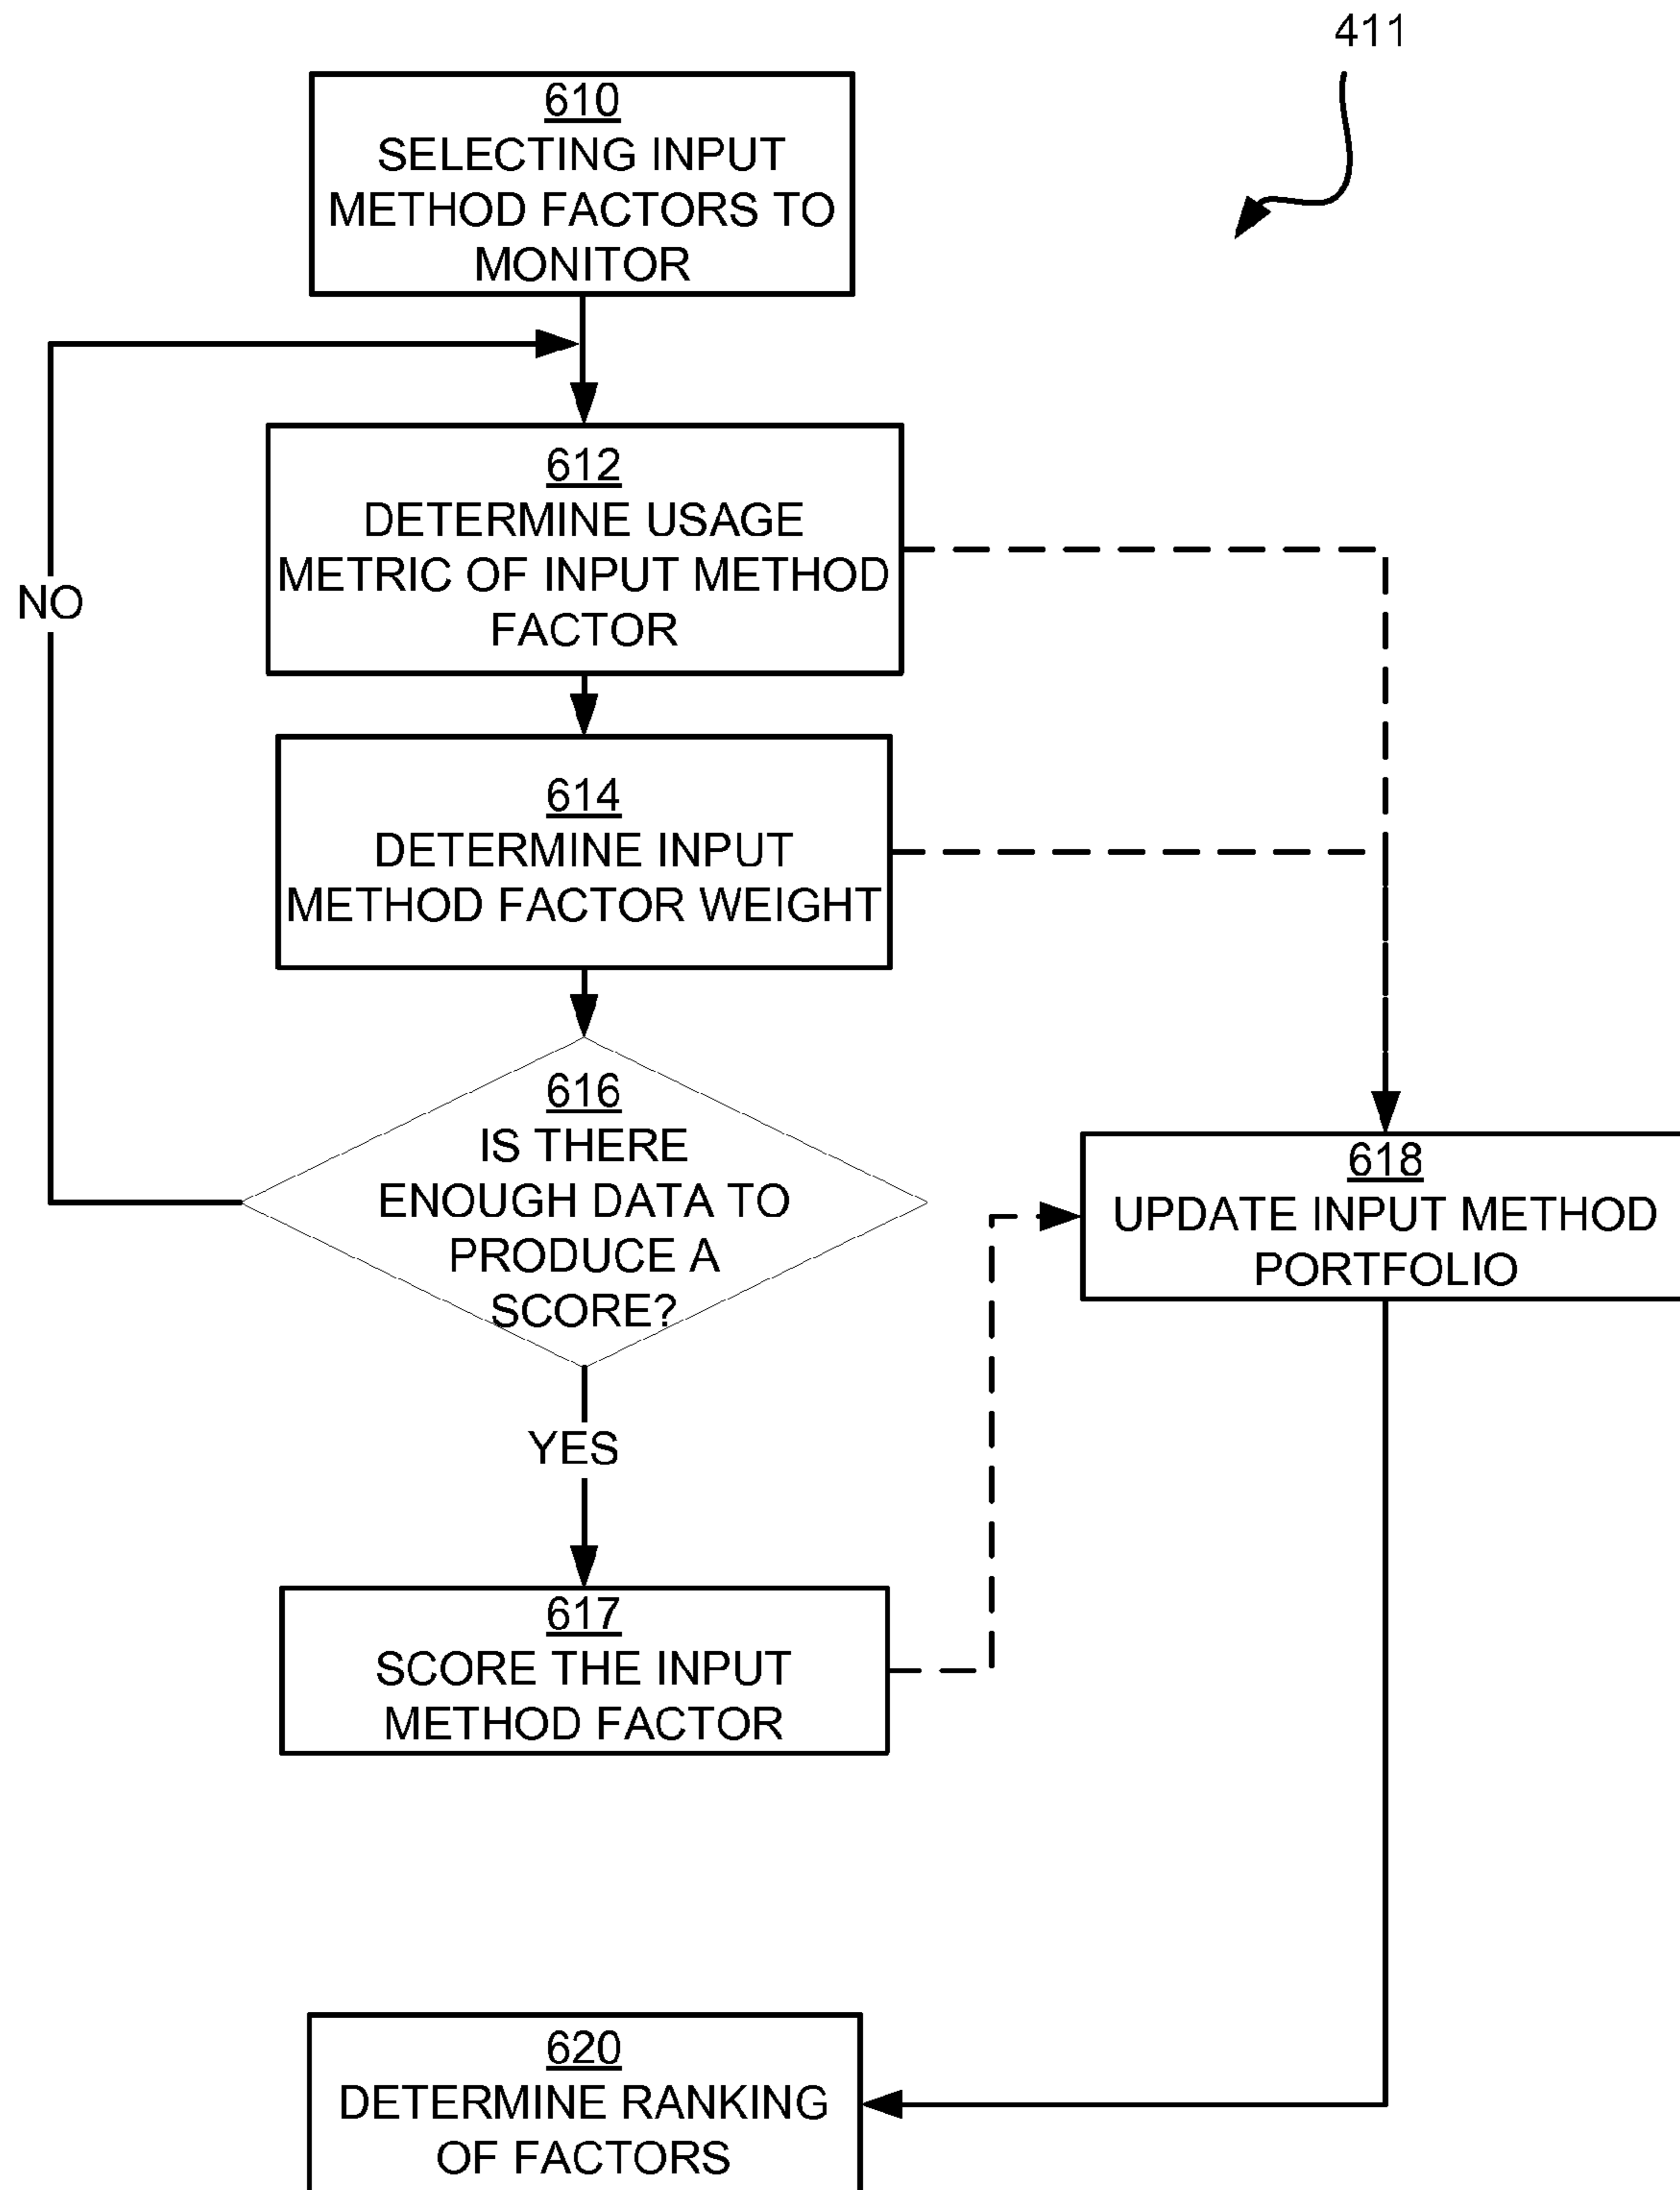 411
610
SELECTING INPUT
METHOD FACTORS TO
MONITOR
612
DETERMINE USAGE
METRIC OF INPUT METHOD
FACTOR
NO
614
DETERMINE INPUT
METHOD FACTOR WEIGHT
616
IS THERE
ENOUGH DATA TO
PRODUCE A
SCORE?
618
UPDATE INPUT METHOD
PORTFOLIO
YES
617
SCORE THE INPUT
METHOD FACTOR
620
DETERMINE RANKING
OF FACTORS